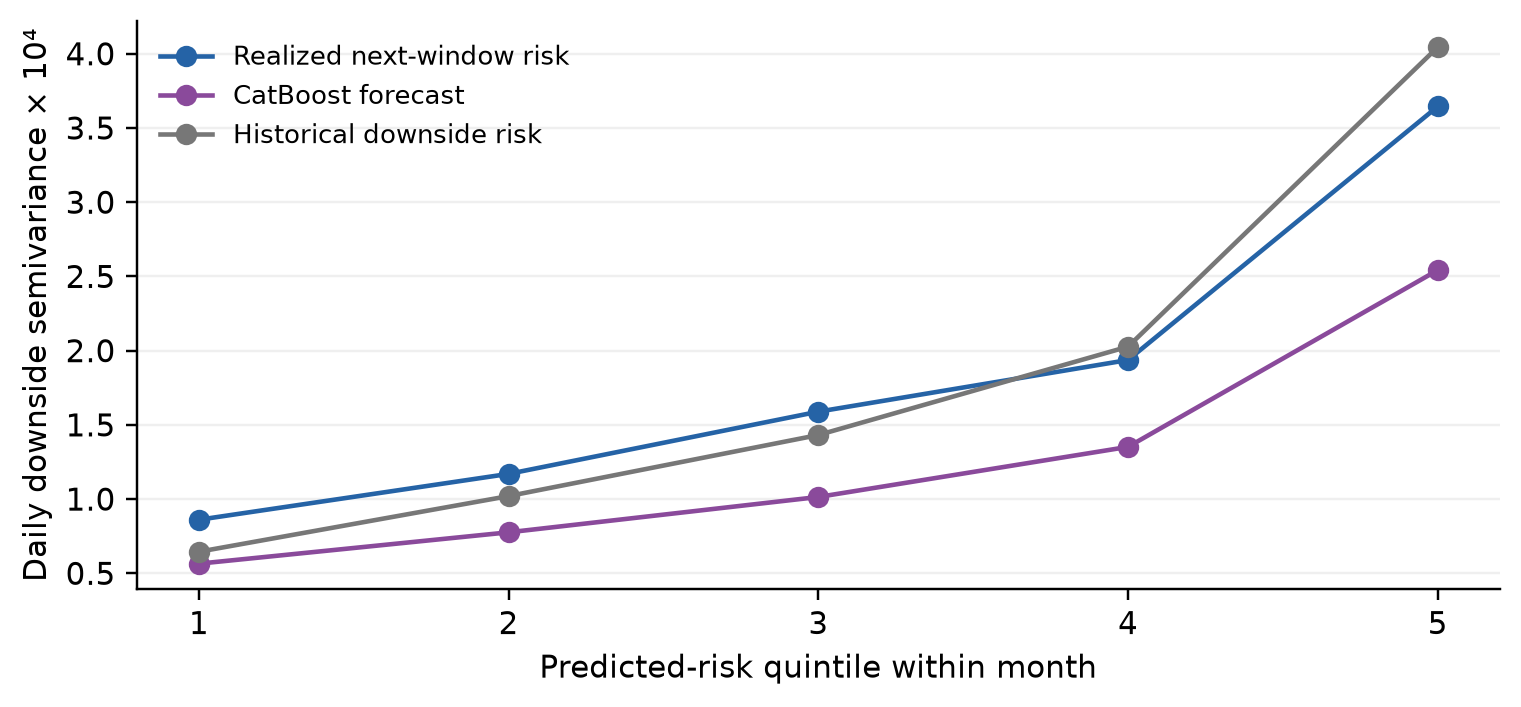 Daily downside semivariance × 10⁴
4.0
3.5
3.0
2.5
2.0
1.5
1.0
0.5
Realized next-window risk
CatBoost forecast
Historical downside risk
1 2 3 4 5
Predicted-risk quintile within month